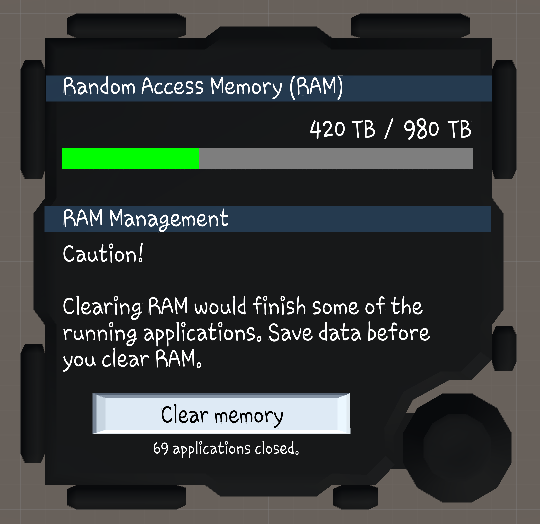 Random Access Memory (RAM)
420 TB / 980 TB
RAM Management
Caution!
Clearing RAM would finish some of the
running applications. Save data before
you clear RAM.
Clear memory
69 applications closed.